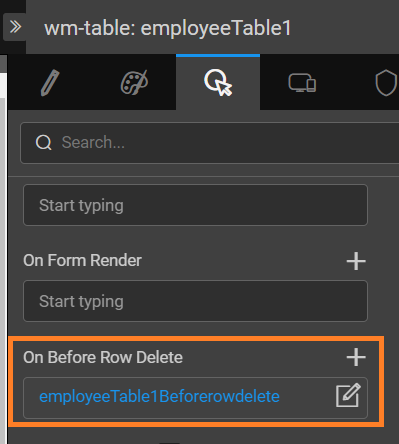 wm-table: employeeTable1
Search...
Start typing
On Form Render
Start typing
On Before Row Delete
employeeTable1Beforerowdelete